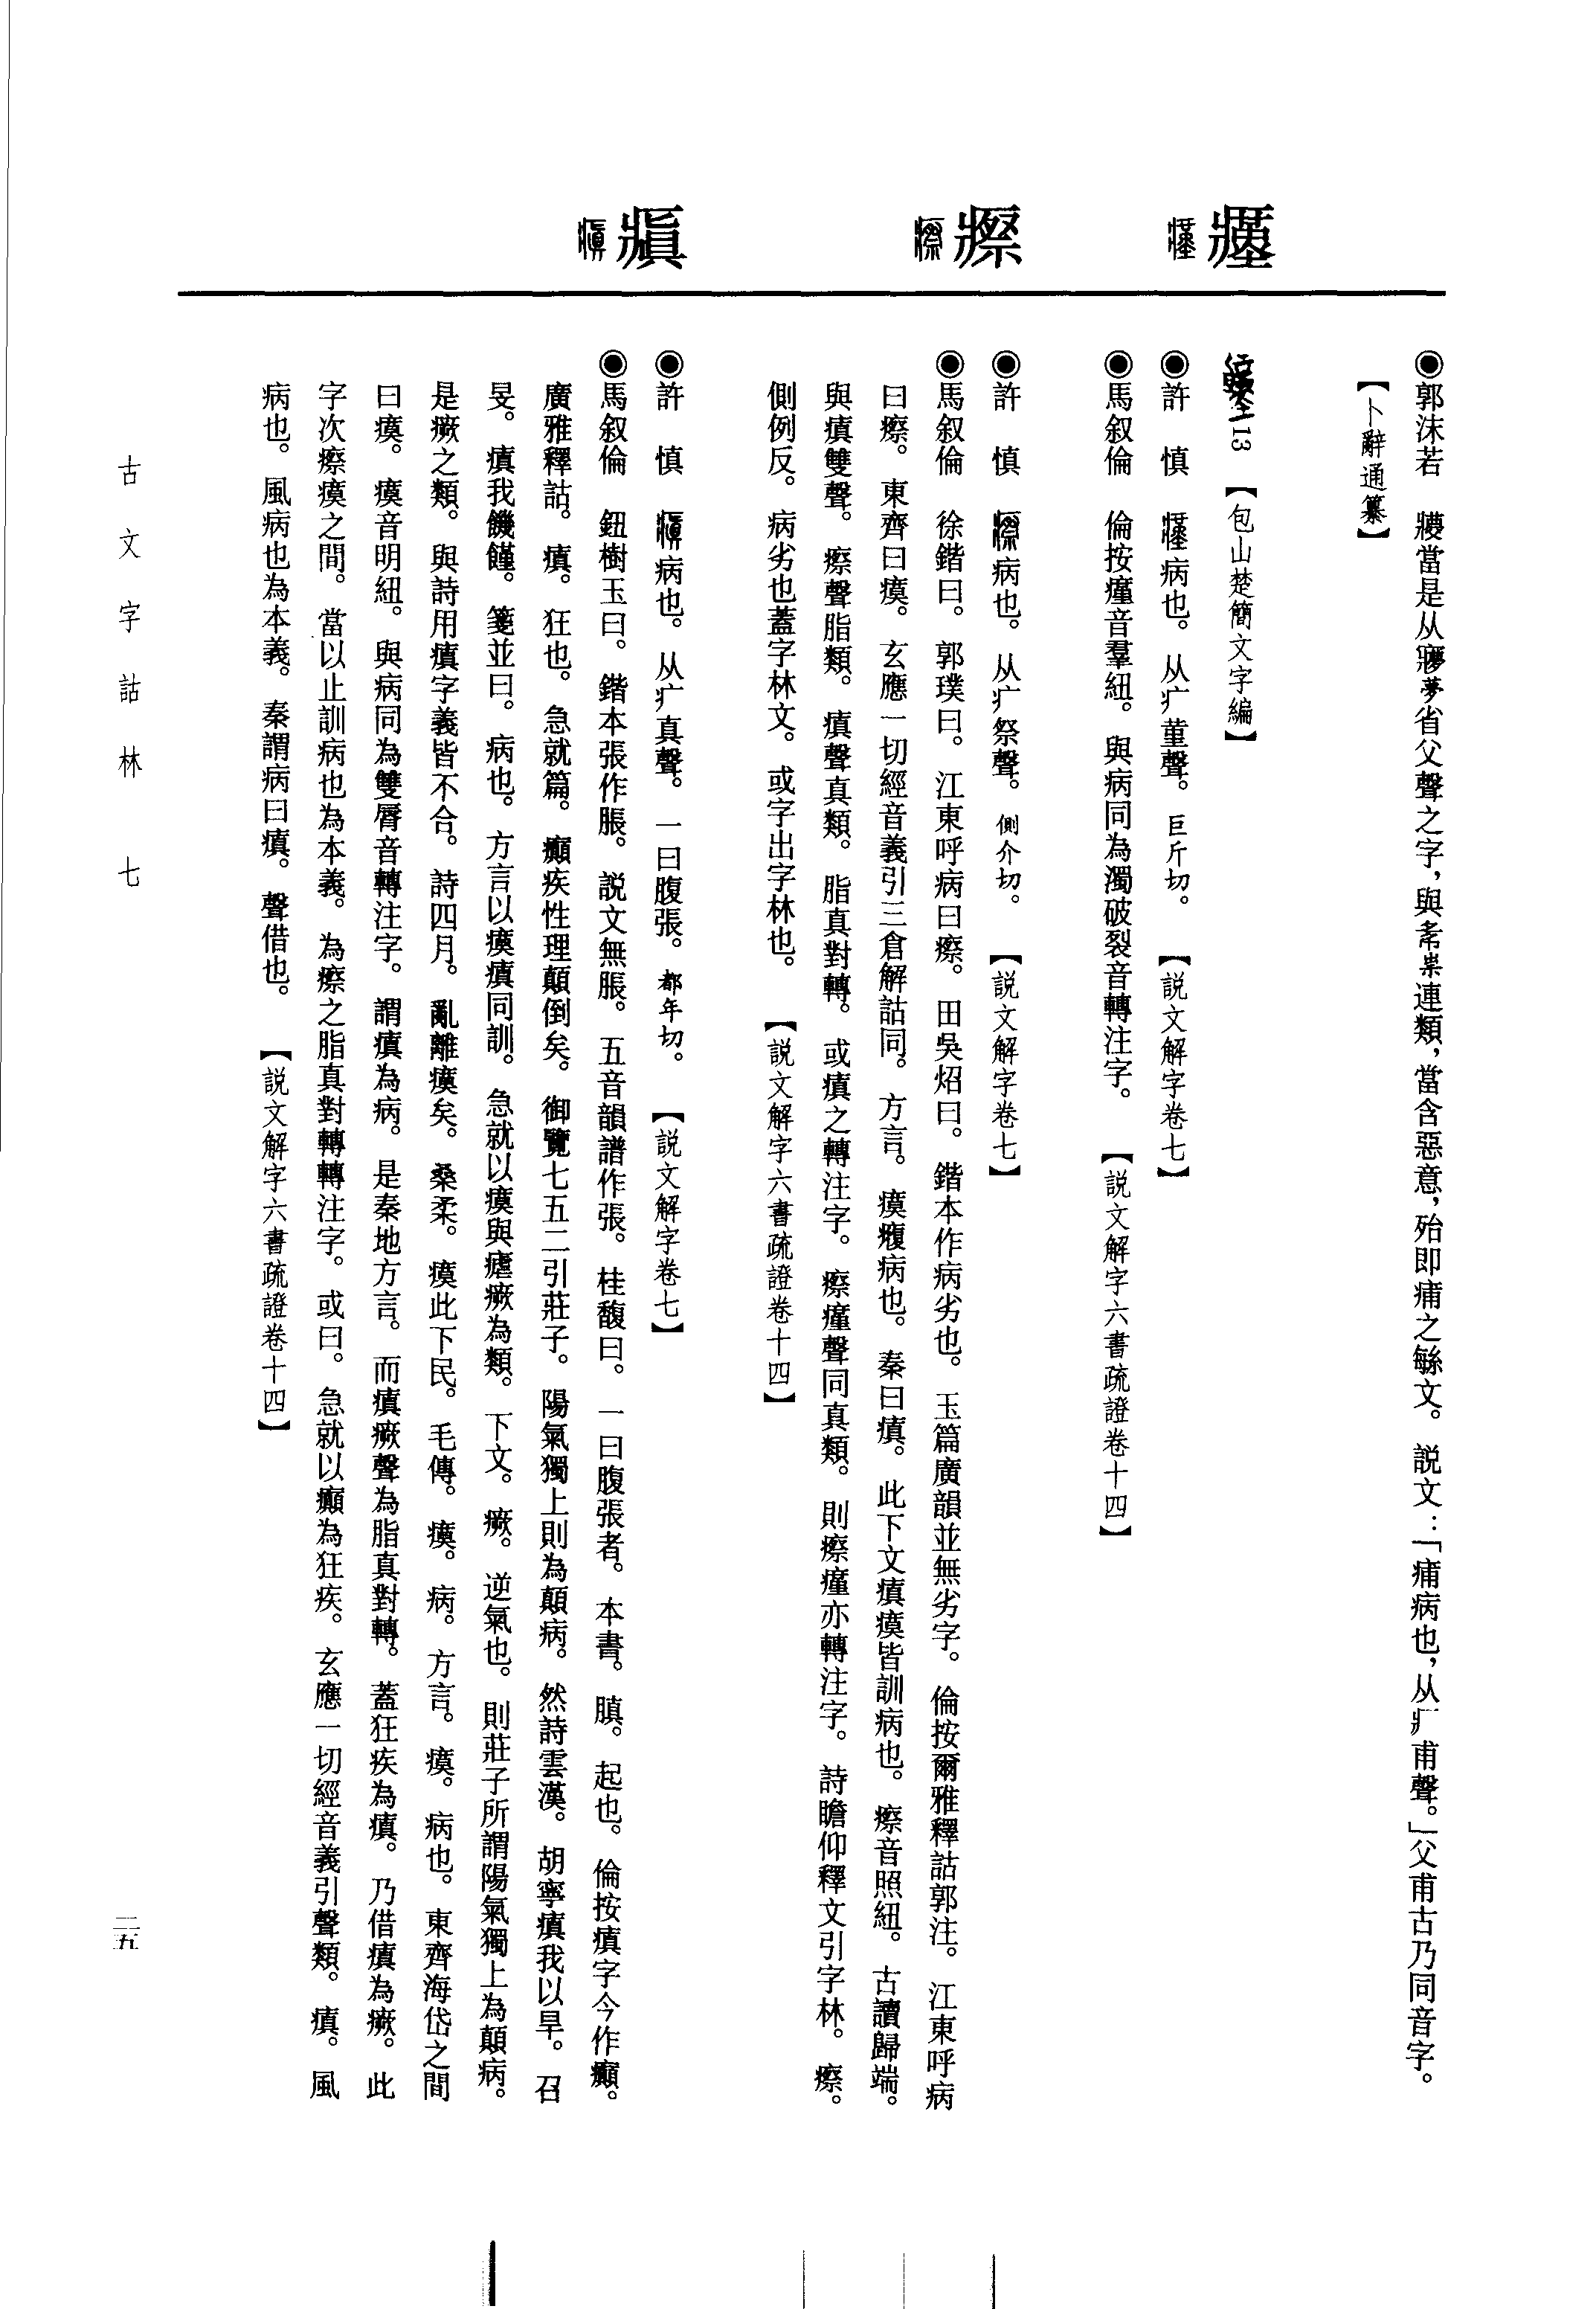 ◉郭沫若　當是从省父聲之字，與祟連類，當含惡意，殆即痡之緐文。説文：「痡病也，从疒甫聲。」父甫古乃同音字。
【卜辭通纂】
13　【包山楚簡文字編】
瘽
◉許　慎　瘽病也。从疒堇聲。巨斤切。　【説文解字卷七】
◉馬叙倫　倫按瘽音羣紐。與病同為濁破裂音轉注字。　【説文解字六書疏證卷十四】
瘵
◉許　慎　瘵病也。从疒祭聲。側介切。　【説文解字卷七】
◉馬叙倫　徐鍇曰。郭璞曰。江東呼病曰瘵。田吳炤曰。鍇本作病劣也。玉篇廣韻並無劣字。倫按爾雅釋詁郭注。江東呼病
曰瘵。東齊曰瘼。玄應一切經音義引三倉解詁同。方言。瘼㾱病也。秦曰瘨。此下文瘨瘼皆訓病也。瘵音照紐。古讀歸端。
與瘨雙聲。瘵聲脂類。瘨聲真類。脂真對轉。或瘨之轉注字。瘵瘽聲同真類。則瘵瘽亦轉注字。詩瞻仰釋文引字林。瘵。
側例反。病劣也蓋字林文。或字出字林也。　【説文解字六書疏證卷十四】
瘨
◉許　慎　瘨病也。从疒真聲。一曰腹張。都年切。　【説文解字卷七】
◉馬叙倫　鈕樹玉曰。鍇本張作脹。説文無脹。五音韻譜作張。桂馥曰。一曰腹張者。本書。䐜。起也。倫按瘨字今作癲。
廣雅釋詁。瘨。狂也。急就篇。癲疾性理顛倒矣。御覽七五二引莊子。陽氣獨上則為顛病。然詩雲漢。胡寧瘨我以旱。召
旻。瘨我饑饉。箋並曰。病也。方言以瘼瘨同訓。急就以瘼與瘧瘚為類。下文。瘚。逆氣也。則莊子所謂陽氣獨上為顛病。
是瘚之類。與詩用瘨字義皆不合。詩四月。亂離瘼矣。桑柔。瘼此下民。毛傳。瘼。病。方言。瘼。病也。東齊海岱之間
曰瘼。瘼音明紐。與病同為雙脣音轉注字。謂瘨為病。是秦地方言。而瘨瘚聲為脂真對轉。蓋狂疾為瘨。乃借瘨為瘚。此
字次瘵瘼之間。當以止訓病也為本義。為瘵之脂真對轉轉注字。或曰。急就以癲為狂疾。玄應一切經音義引聲類。瘨。風
病也。風病也為本義。秦謂病曰瘨。聲借也。　【説文解字六書疏證卷十四】
古文字詁林　七
二五